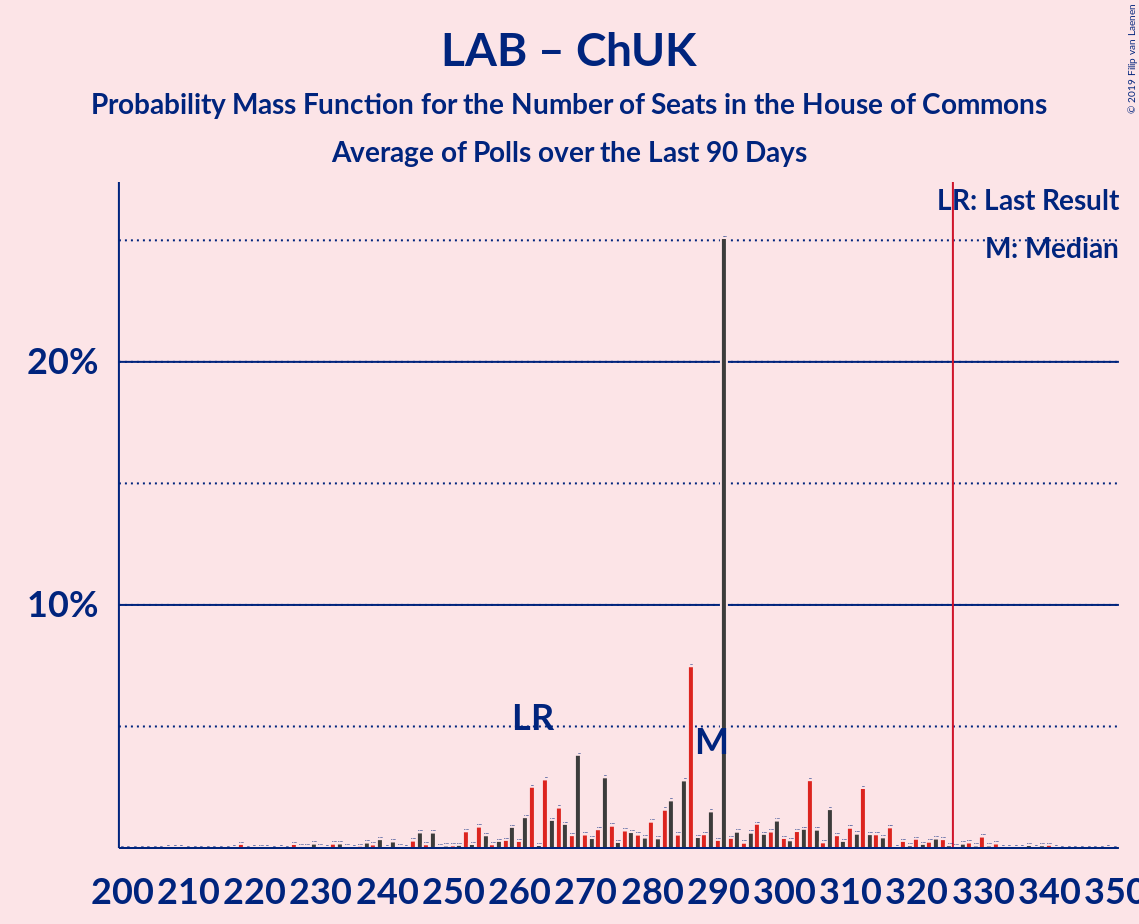 LAB – ChUK
Probability Mass Function for the Number of Seats in the House of Commons
Average of Polls over the Last 90 Days
© 2019 Filip van Laenen
LR: Last Result
M: Median
20%
10%
LR
M
200 210 220 230 240 250 260 270 280 290 300 310 320 330 340 350